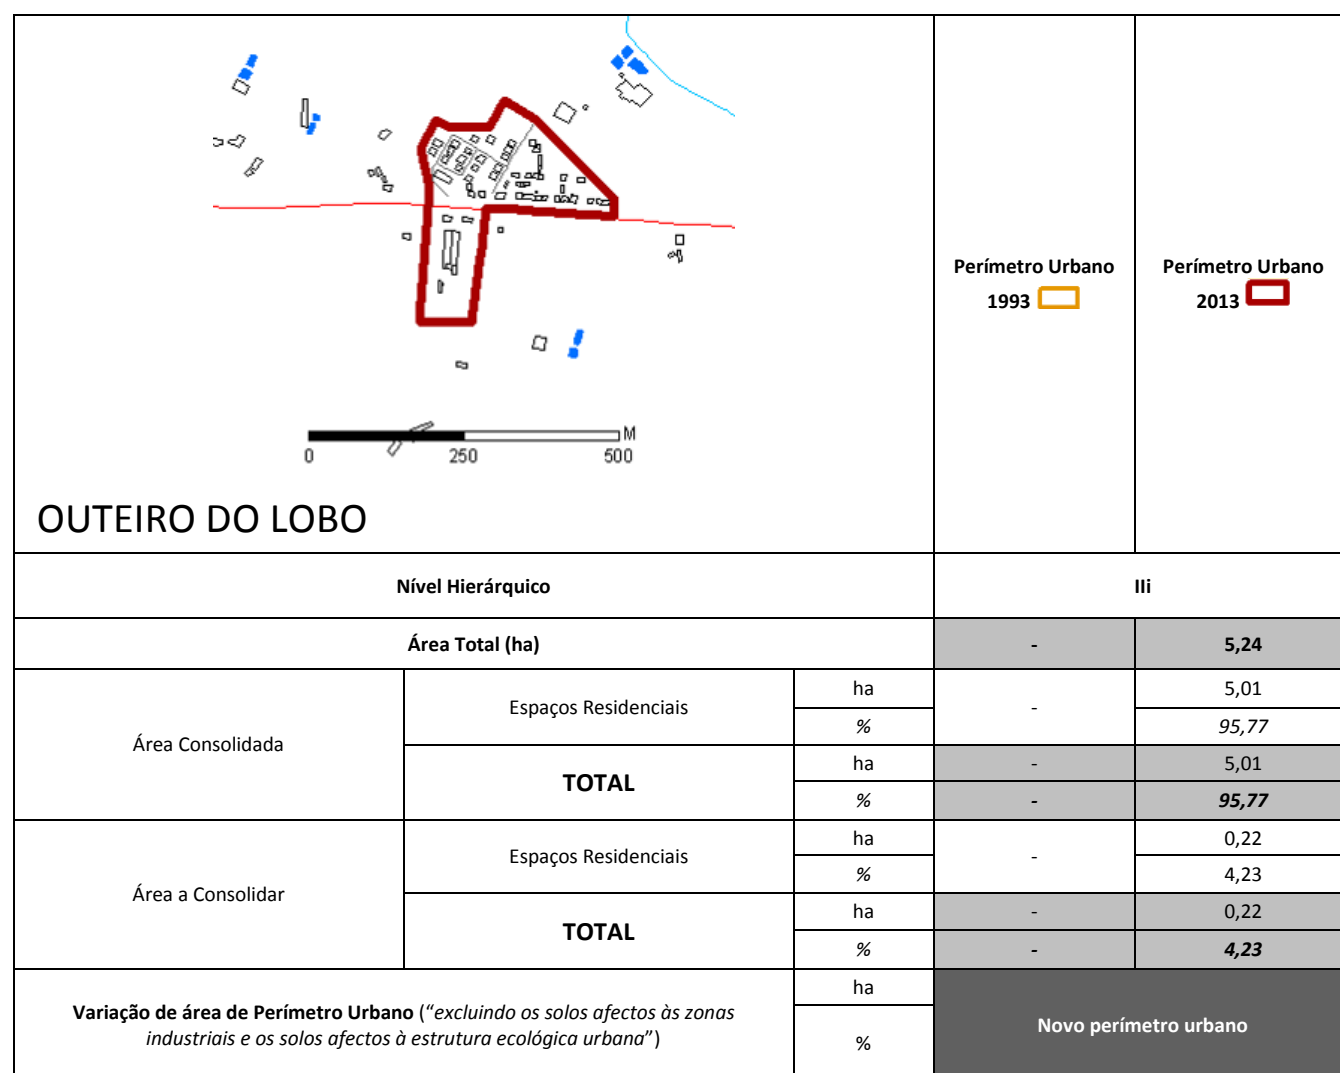 M
0 250 500
OUTEIRO DO LOBO
Perímetro Urbano
1993
Perímetro Urbano
2013
Nível Hierárquico
IIi
Área Total (ha)
-
5,24
Área Consolidada
Espaços Residenciais
ha
-
5,01
%
95,77
TOTAL
ha
-
5,01
%
-
95,77
Área a Consolidar
Espaços Residenciais
ha
-
0,22
%
4,23
TOTAL
ha
-
0,22
%
-
4,23
Variação de área de Perímetro Urbano (“excluindo os solos afectos às zonas
industriais e os solos afectos à estrutura ecológica urbana”)
ha
%
Novo perímetro urbano